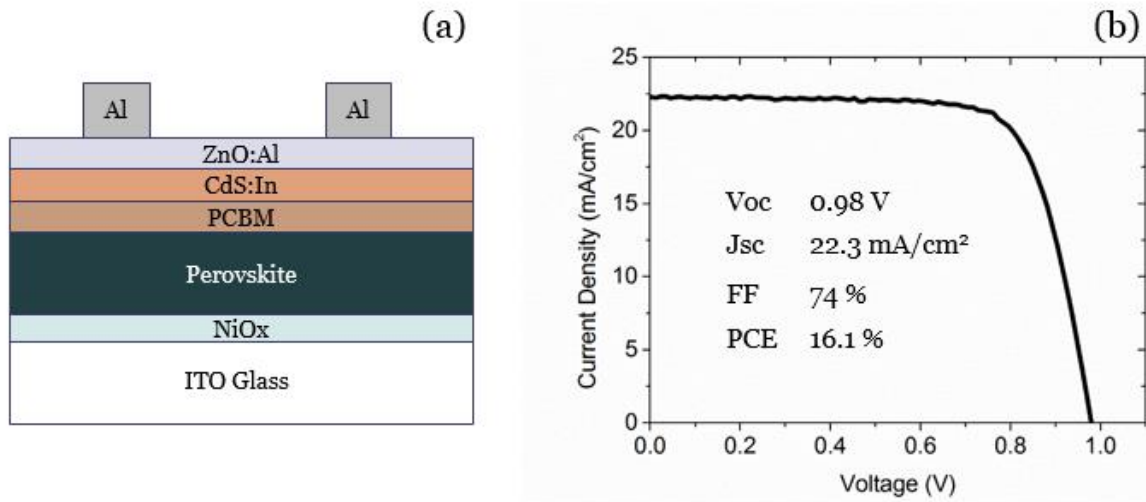 (a)
Al
Al
ZnO:Al
CdS:In
PCBM
Perovskite
NiOx
ITO Glass
(b)
25
20
15
10
5
0
Current Density (mA/cm²)
Voc 0.98 V
Jsc 22.3 mA/cm²
FF 74 %
PCE 16.1 %
0.0 0.2 0.4 0.6 0.8 1.0
Voltage (V)